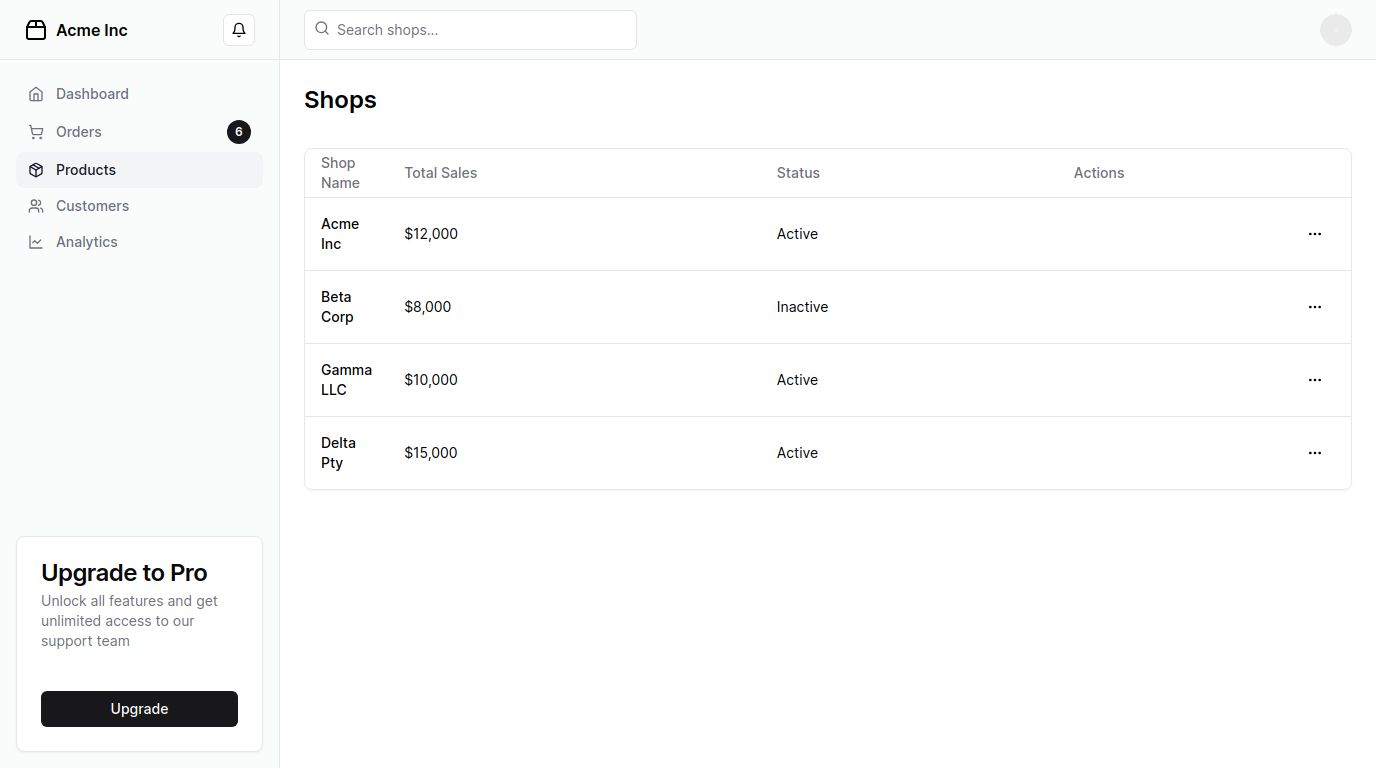 Acme Inc
Search shops...
Dashboard
Orders 6
Products
Customers
Analytics
Upgrade to Pro
Unlock all features and get
unlimited access to our
support team
Upgrade
Shops
Shop
Name
Total Sales
Status
Actions
Acme
Inc
$12,000
Active
Beta
Corp
$8,000
Inactive
Gamma
LLC
$10,000
Active
Delta
Pty
$15,000
Active